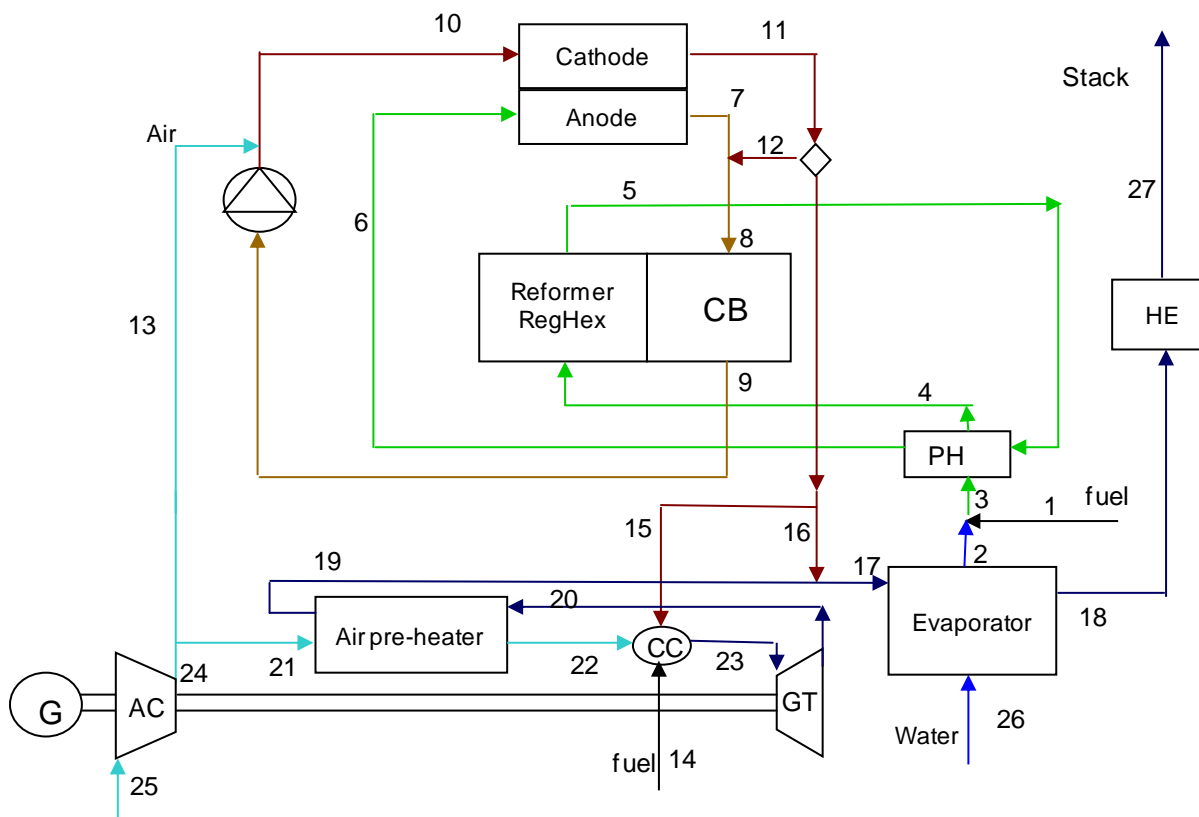 10
11
Cathode
Stack
7
Anode
Air
12
5
27
6
8
Reformer
RegHex
CB
HE
13
9
4
PH
3
fuel
1
15
16
19
17
2
20
Evaporator
18
Air pre-heater
CC
21
22
23
24
G
AC
GT
26
Water
fuel
14
25